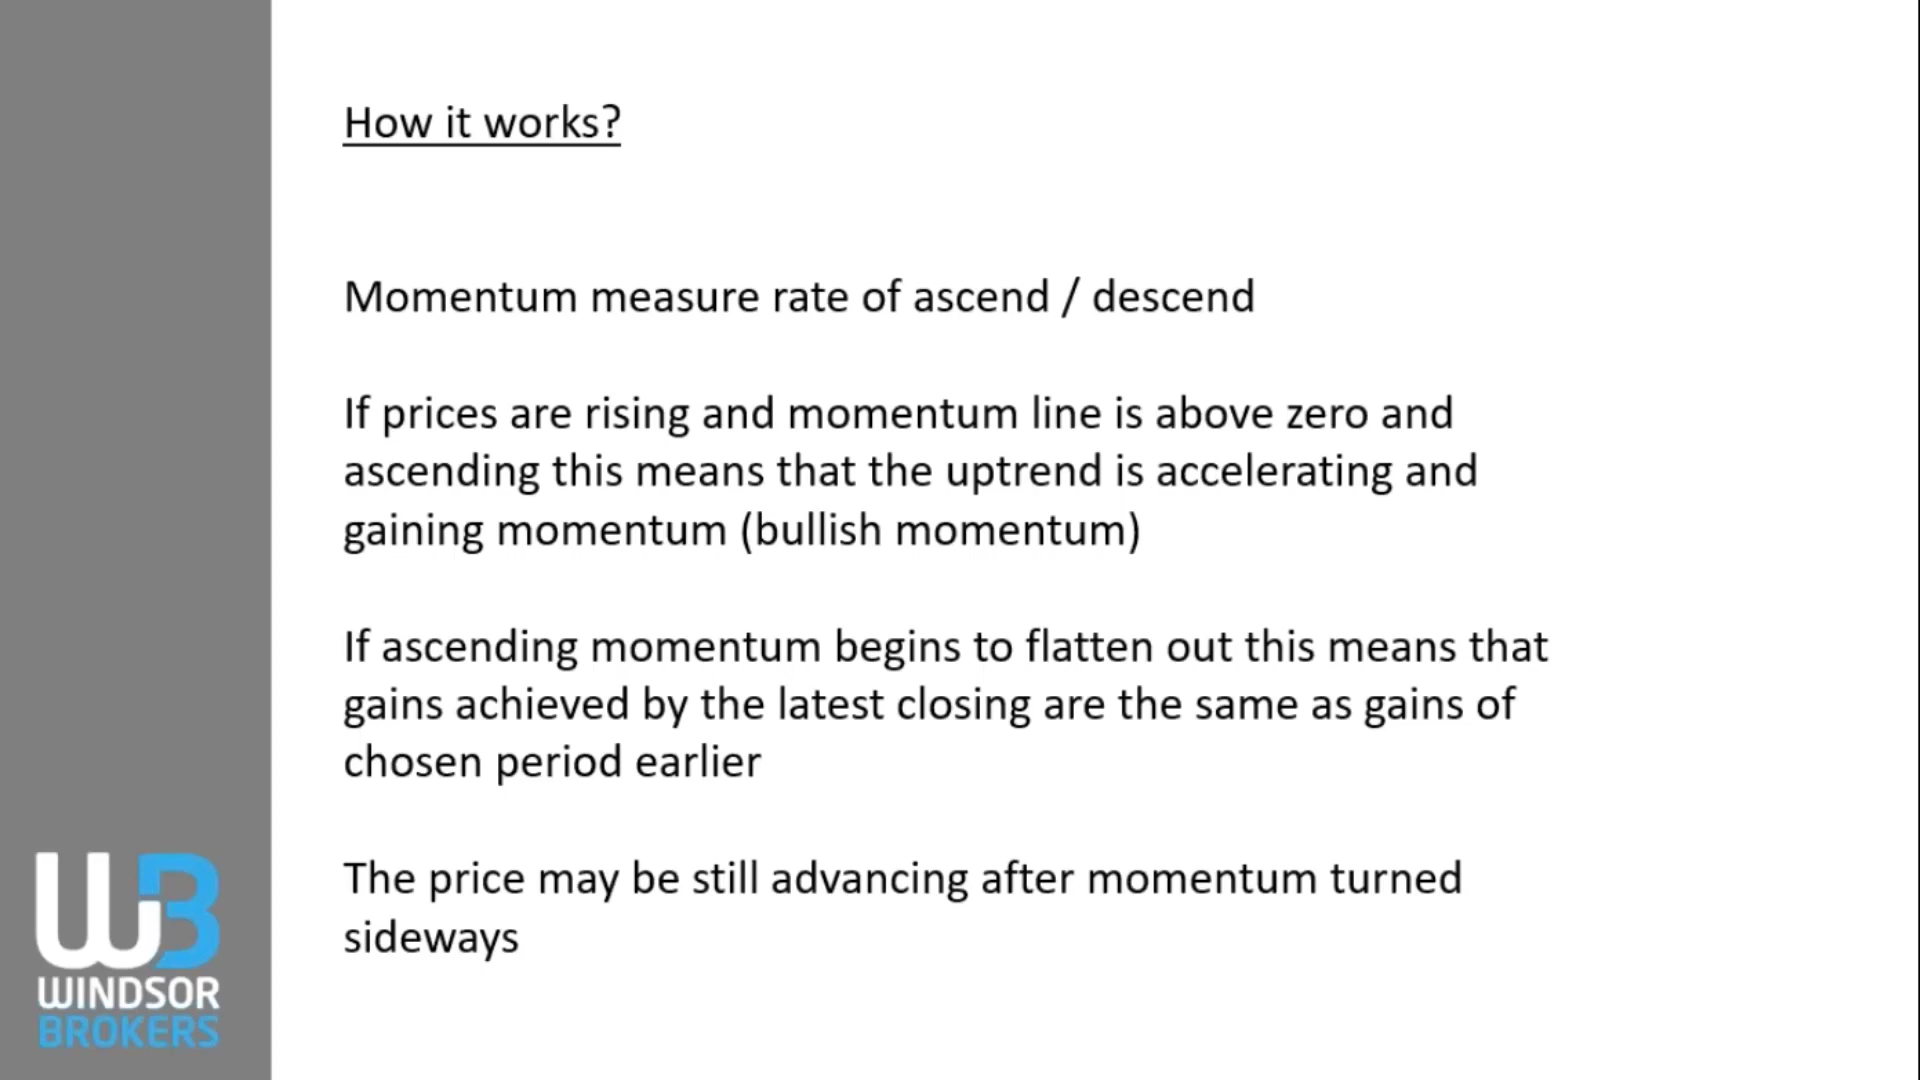 How it works?
Momentum measure rate of ascend / descend
If prices are rising and momentum line is above zero and
ascending this means that the uptrend is accelerating and
gaining momentum (bullish momentum)
If ascending momentum begins to flatten out this means that
gains achieved by the latest closing are the same as gains of
chosen period earlier
The price may be still advancing after momentum turned
sideways
WB
WINDSOR
BROKERS